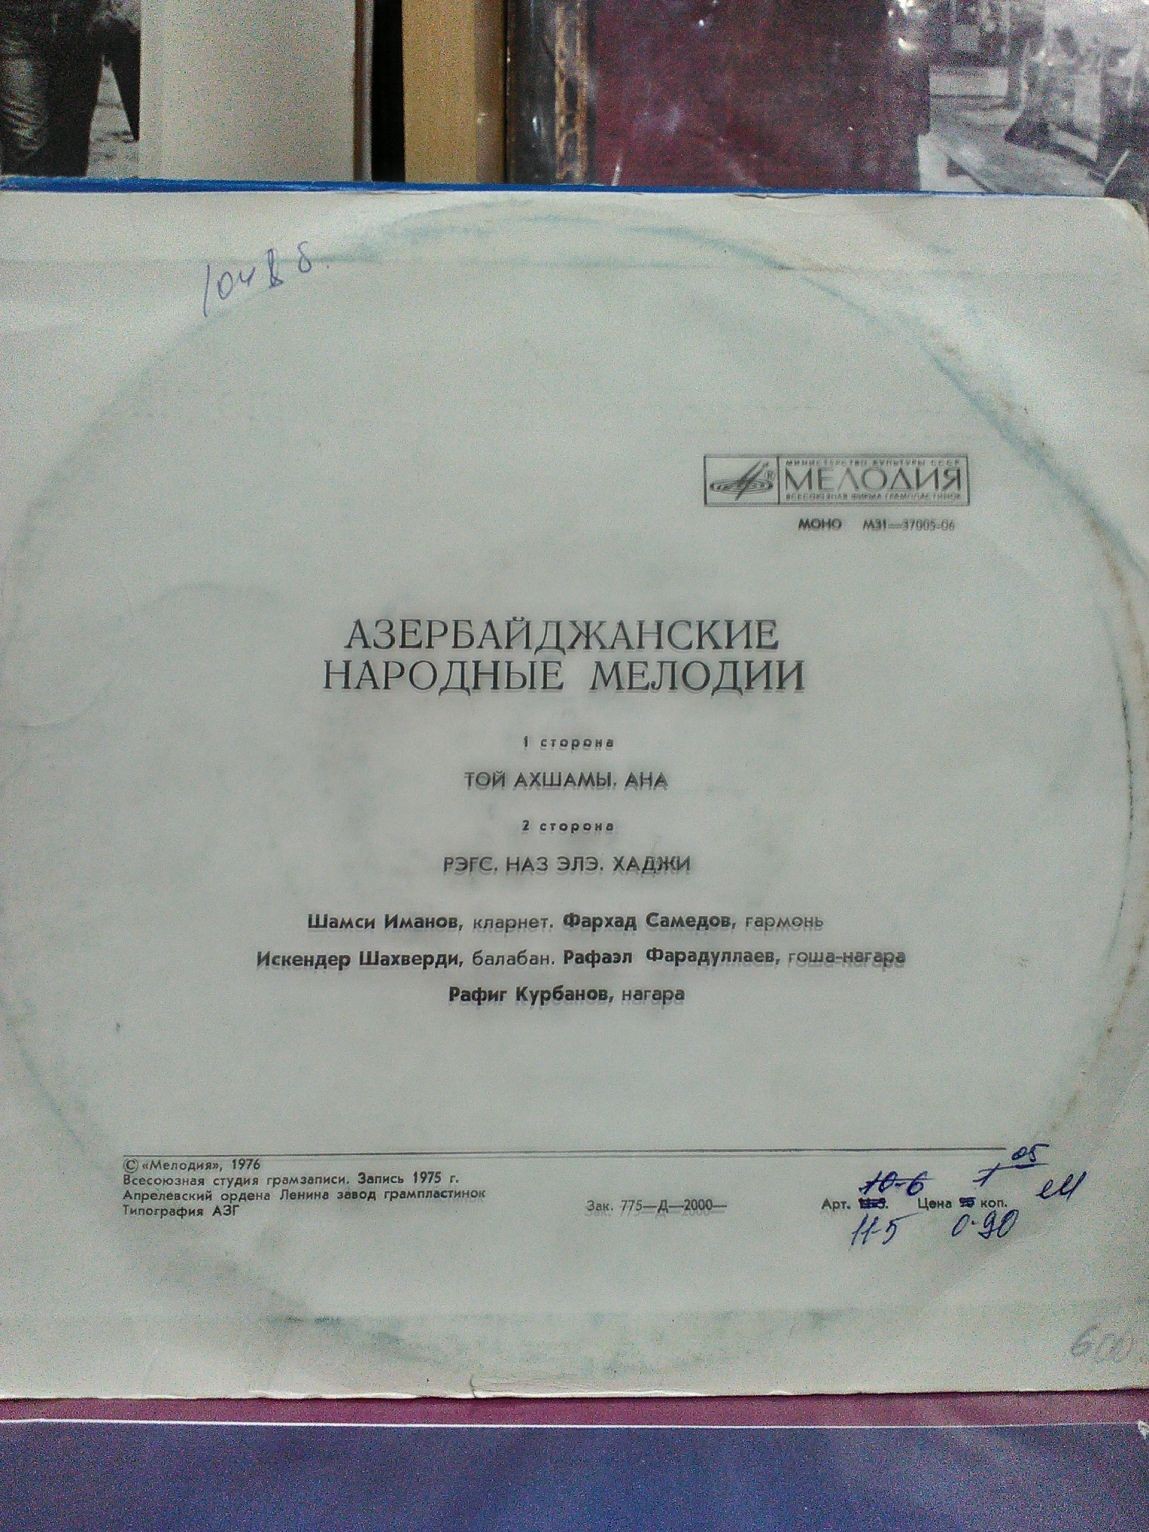 МИНИСТЕРСТВО КУЛЬТУРЫ СССР
МЕЛОДИЯ
ВСЕСОЮЗНАЯ ФИРМА ГРАМПЛАСТИНОК
МОНО М31—37005-06
АЗЕРБАЙДЖАНСКИЕ
НАРОДНЫЕ МЕЛОДИИ
1 сторона
ТОЙ АХШАМЫ. АНА
2 сторона
РЭГС. НАЗ ЭЛЭ. ХАДЖИ
Шамси Иманов, кларнет. Фархад Самедов, гармонь
Искендер Шахверди, балабан. Рафаэл Фарадуллаев, гоша-нагара
Рафиг Курбанов, нагара
© «Мелодия», 1976
Всесоюзная студия грамзаписи. Запись 1975 г.
Апрелевский ордена Ленина завод грампластинок
Типография АЗГ
Зак. 775—Д—2000—
10-6 1,05
Арт. Цена коп.
11-5 0-90
600